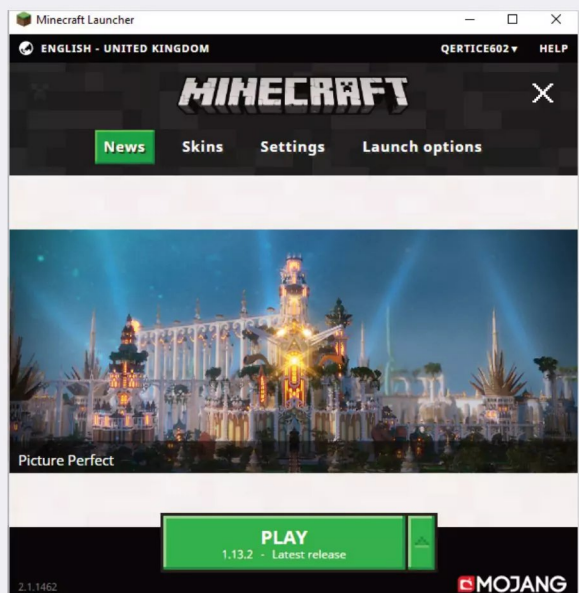 Minecraft Launcher
ENGLISH - UNITED KINGDOM QERTICE602 HELP
MINECRAFT
News Skins Settings Launch options
Picture Perfect
PLAY
1.13.2 - Latest release
2.1.1462 MOJANG